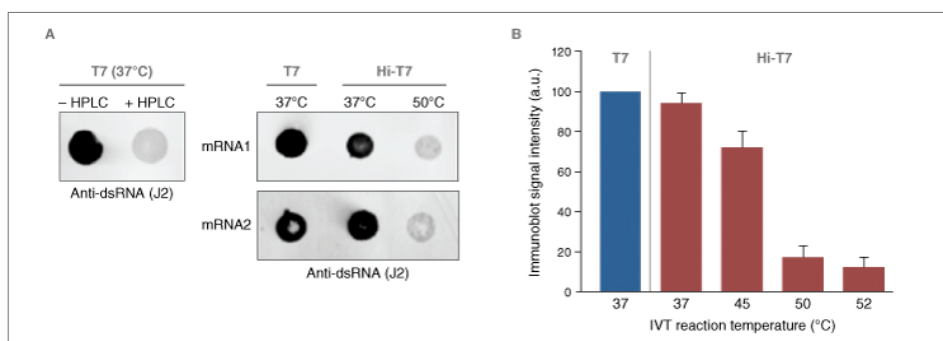 A
T7 (37°C)
– HPLC + HPLC
Anti-dsRNA (J2)
T7 Hi-T7
37°C 37°C 50°C
mRNA1
mRNA2
Anti-dsRNA (J2)
B
Immunoblot signal intensity (a.u.)
120
100
80
60
40
20
0
T7 Hi-T7
37 37 45 50 52
IVT reaction temperature (°C)